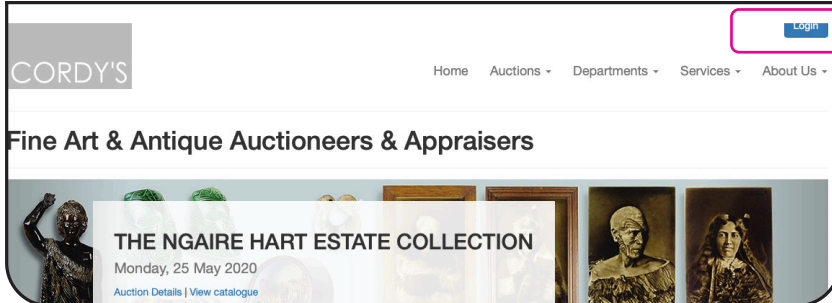 Login
CORDY'S
Home Auctions Departments Services About Us
Fine Art & Antique Auctioneers & Appraisers
THE NGAIRE HART ESTATE COLLECTION
Monday, 25 May 2020
Auction Details | View catalogue